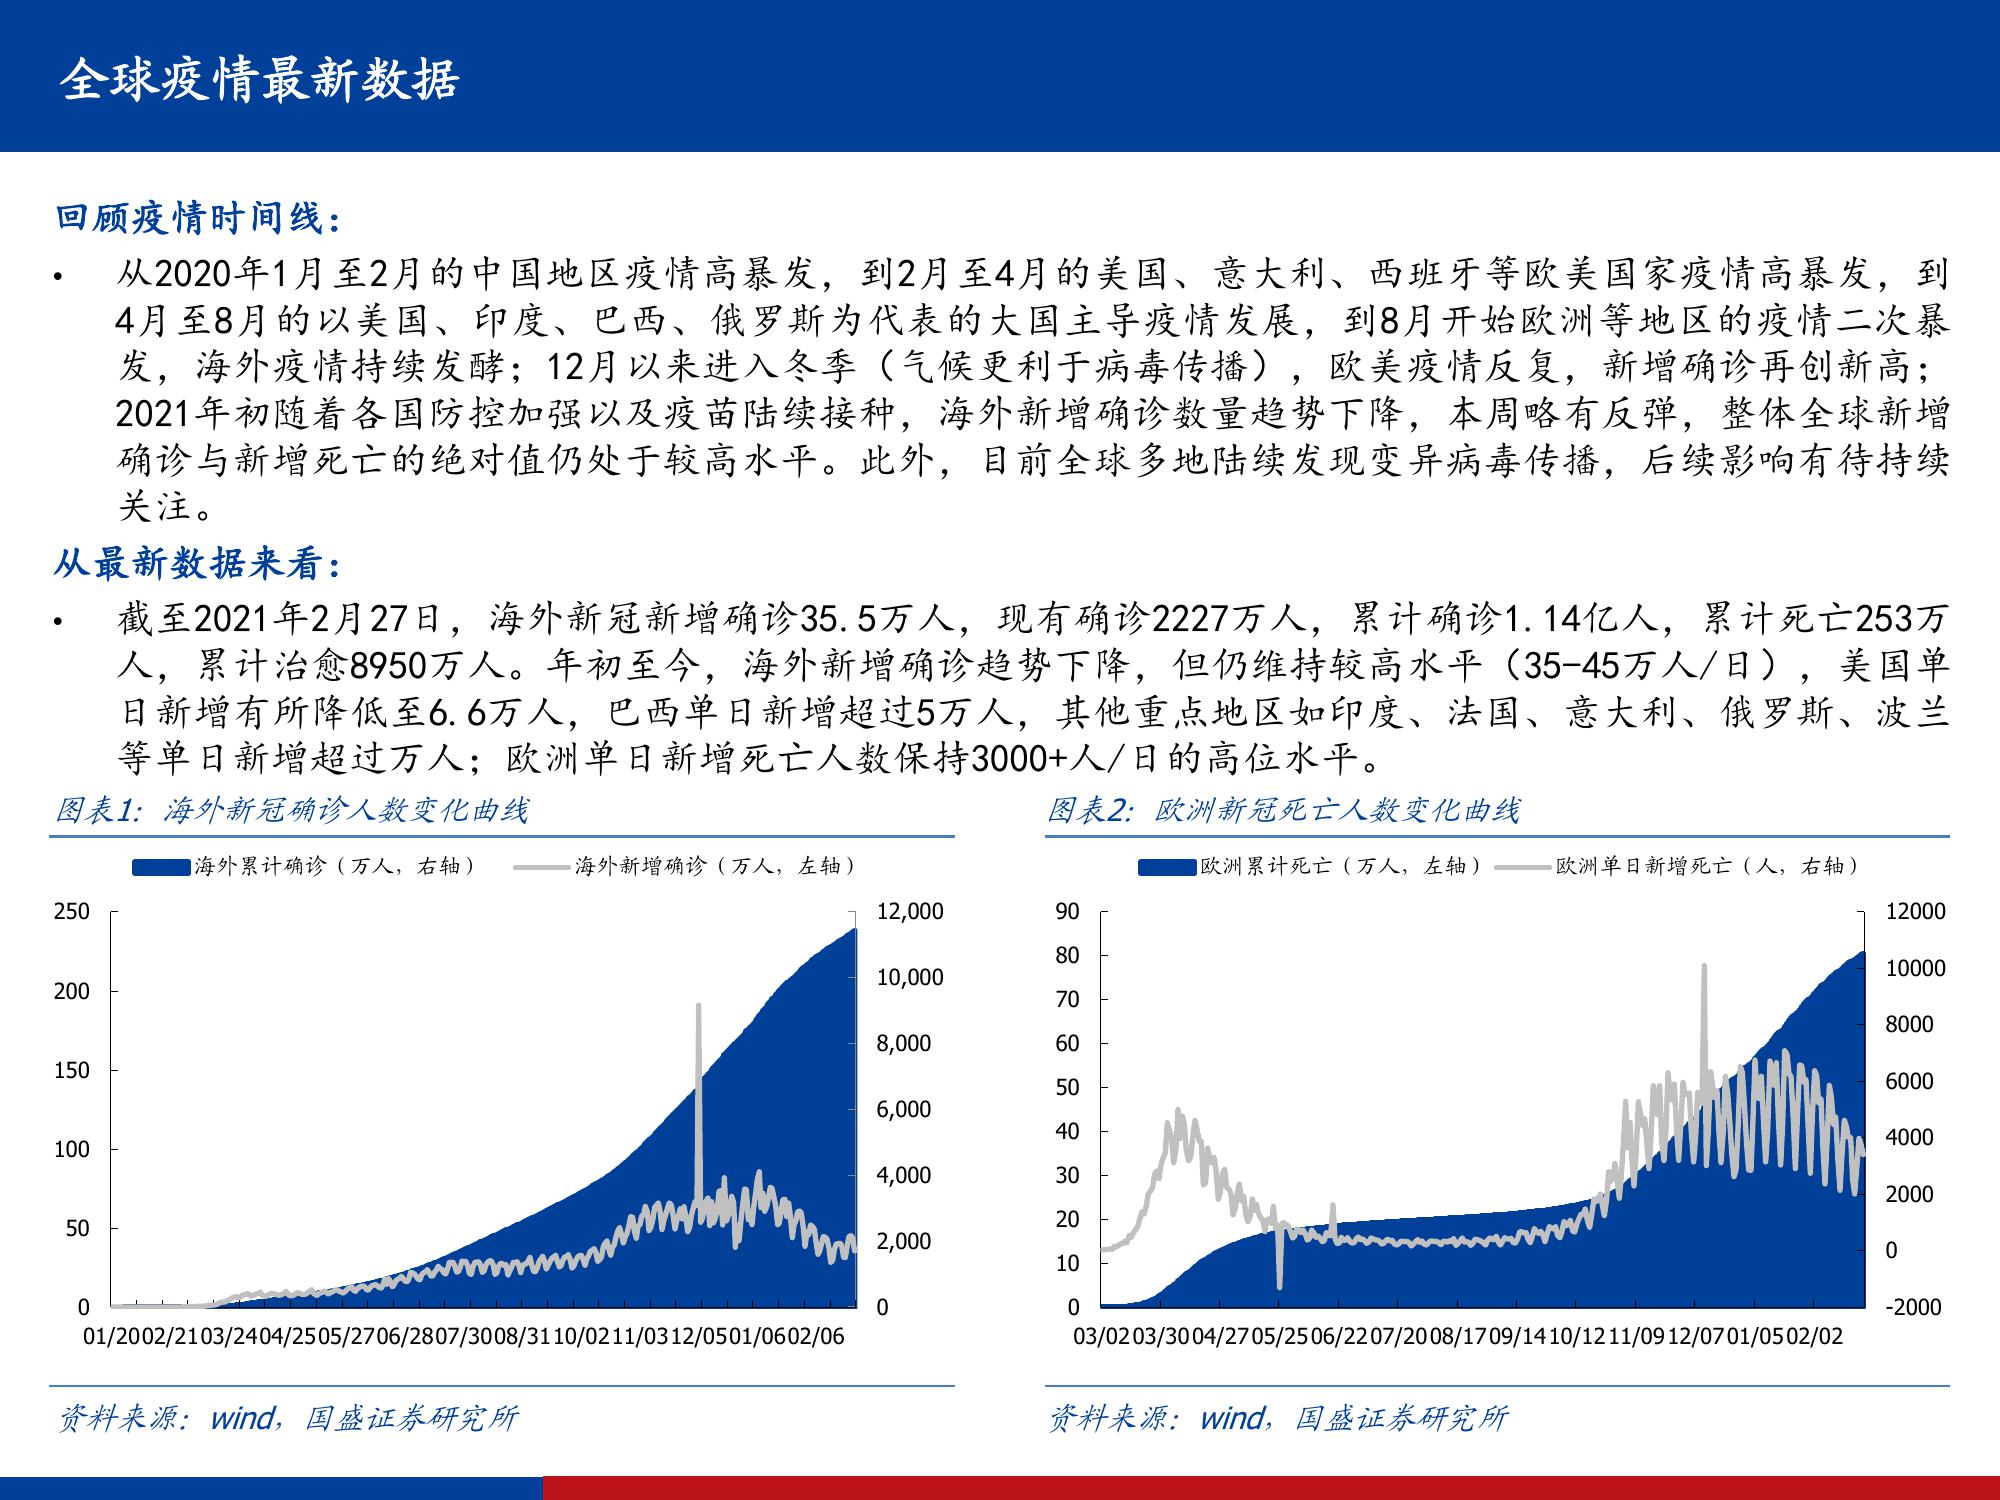 全球疫情最新数据
回顾疫情时间线：
• 从2020年1月至2月的中国地区疫情高暴发，到2月至4月的美国、意大利、西班牙等欧美国家疫情高暴发，到
4月至8月的以美国、印度、巴西、俄罗斯为代表的大国主导疫情发展，到8月开始欧洲等地区的疫情二次暴
发，海外疫情持续发酵；12月以来进入冬季（气候更利于病毒传播），欧美疫情反复，新增确诊再创新高；
2021年初随着各国防控加强以及疫苗陆续接种，海外新增确诊数量趋势下降，本周略有反弹，整体全球新增
确诊与新增死亡的绝对值仍处于较高水平。此外，目前全球多地陆续发现变异病毒传播，后续影响有待持续
关注。
从最新数据来看：
• 截至2021年2月27日，海外新冠新增确诊35.5万人，现有确诊2227万人，累计确诊1.14亿人，累计死亡253万
人，累计治愈8950万人。年初至今，海外新增确诊趋势下降，但仍维持较高水平（35-45万人/日），美国单
日新增有所降低至6.6万人，巴西单日新增超过5万人，其他重点地区如印度、法国、意大利、俄罗斯、波兰
等单日新增超过万人；欧洲单日新增死亡人数保持3000+人/日的高位水平。
图表1：海外新冠确诊人数变化曲线
海外累计确诊（万人，右轴） 海外新增确诊（万人，左轴）
250 12,000
10,000
200
8,000
150
6,000
100
4,000
50
2,000
0 0
01/20 02/21 03/24 04/25 05/27 06/28 07/30 08/31 10/02 11/03 12/05 01/06 02/06
资料来源：wind，国盛证券研究所
图表2：欧洲新冠死亡人数变化曲线
欧洲累计死亡（万人，左轴） 欧洲单日新增死亡（人，右轴）
90 12000
80
10000
70
8000
60
50 6000
40
4000
30
20 2000
10 0
0 -2000
03/02 03/30 04/27 05/25 06/22 07/20 08/17 09/14 10/12 11/09 12/07 01/05 02/02
资料来源：wind，国盛证券研究所